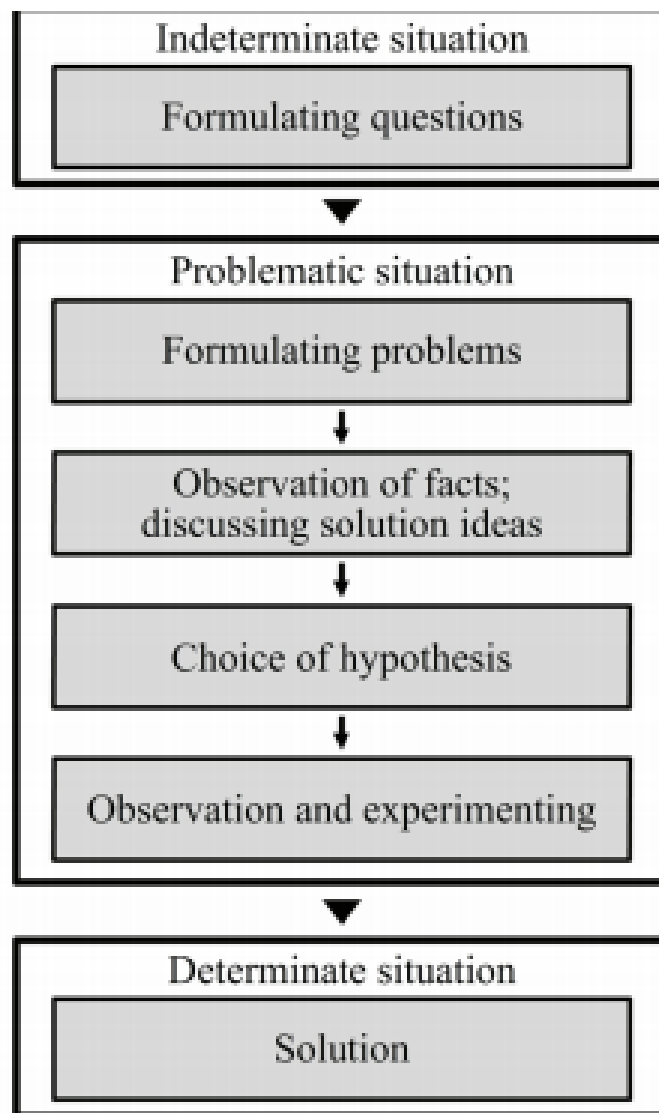 Indeterminate situation
Formulating questions
Problematic situation
Formulating problems
Observation of facts;
discussing solution ideas
Choice of hypothesis
Observation and experimenting
Determinate situation
Solution